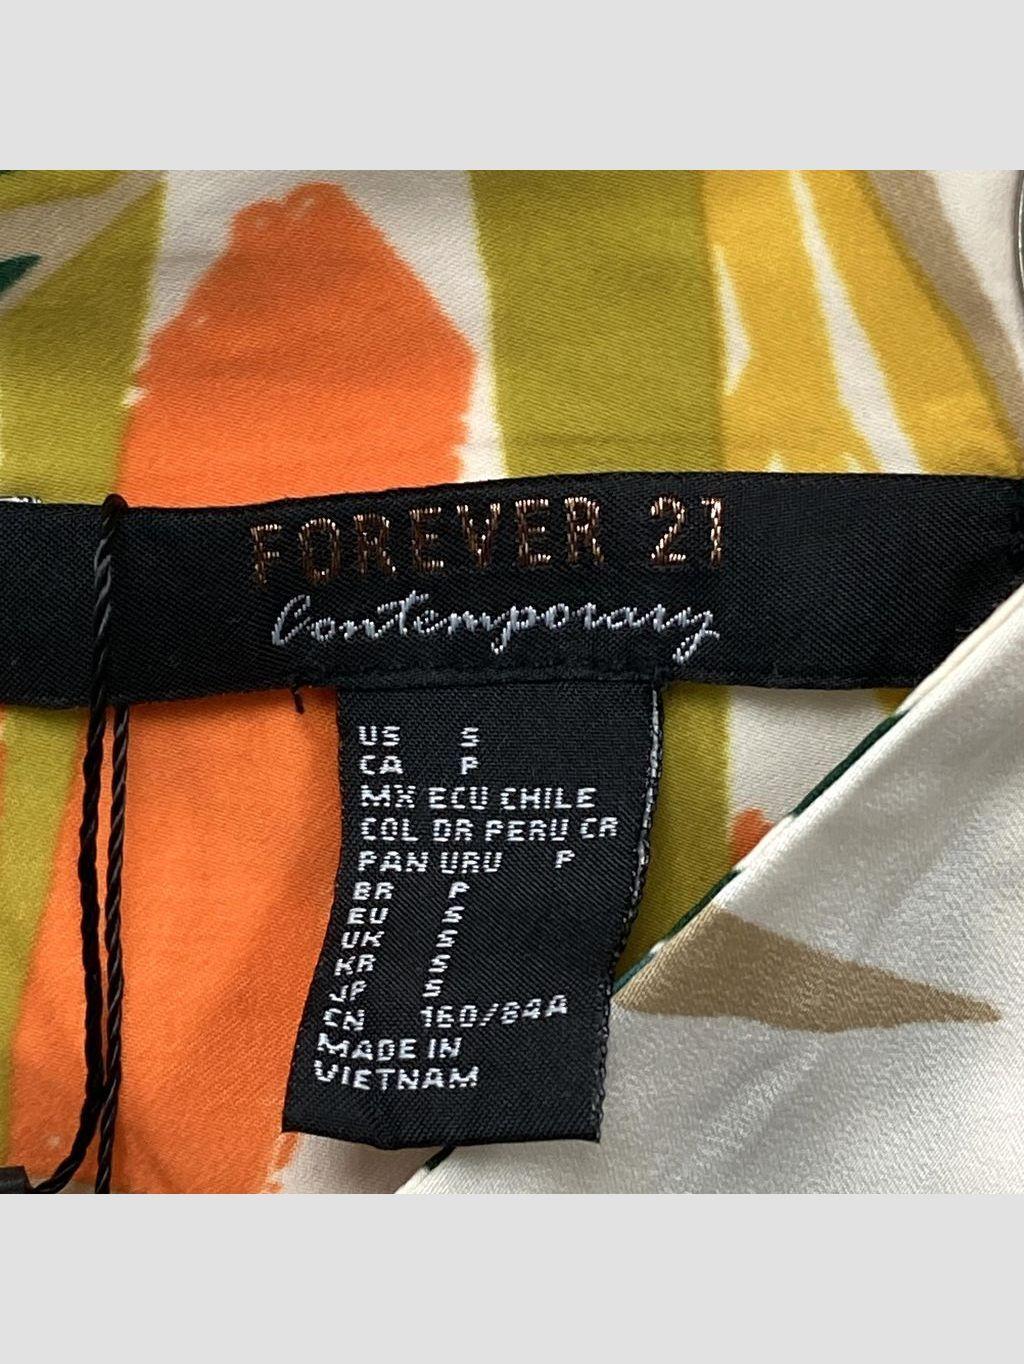 FOREVER 21
Contemporary
US S
CA P
MX ECU CHILE
COL DR PERU CR
PAN URU P
BR P
EU S
UK S
KR S
JP S
CN 160/84A
MADE IN
VIETNAM